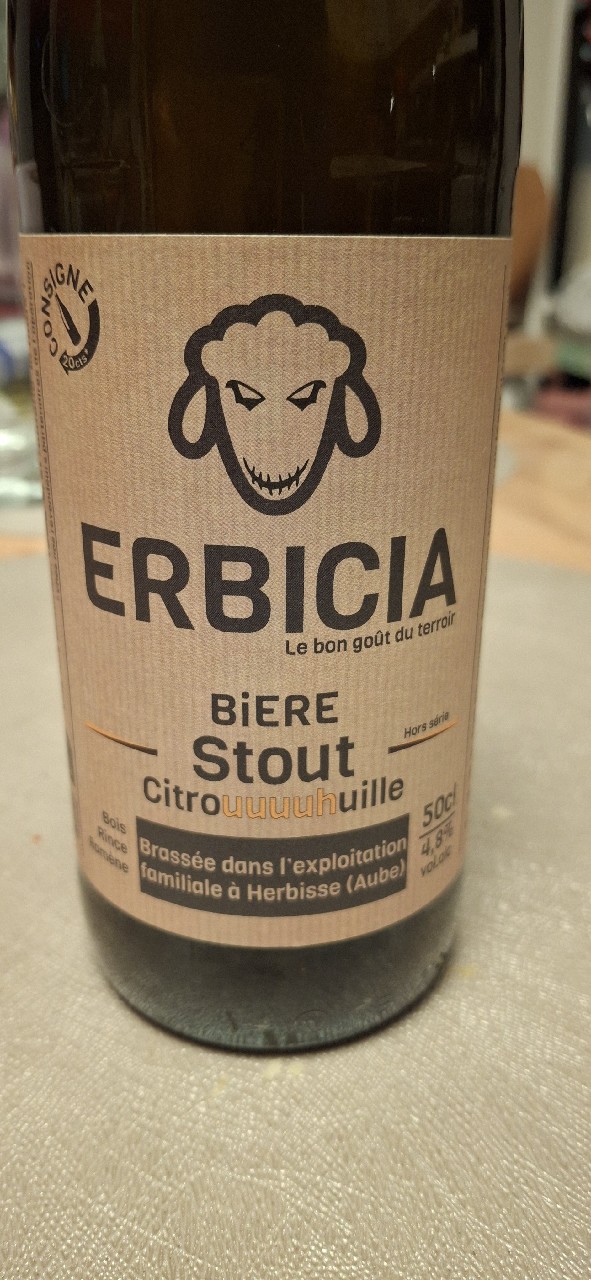 CONSIGNE
20cts
ERBICIA
Le bon goût du terroir
BiERE
Hors série
Stout
Citrouuuuhuille
Bois
Rince
Ramène
Brassée dans l'exploitation
familiale à Herbisse (Aube)
50cl
4,8%
vol.alc